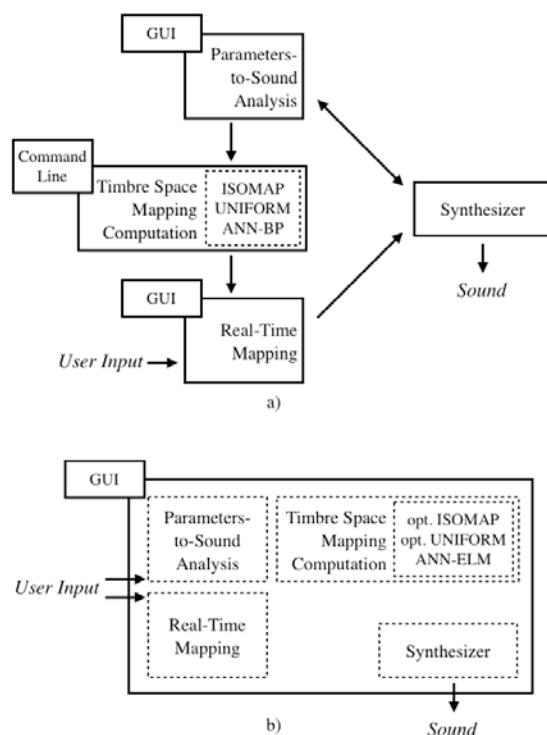 GUI
Parameters-
to-Sound
Analysis
Command
Line
Timbre Space
Mapping
Computation
ISOMAP
UNIFORM
ANN-BP
Synthesizer
Sound
GUI
Real-Time
Mapping
User Input
a)
GUI
Parameters-
to-Sound
Analysis
Timbre Space
Mapping
Computation
opt. ISOMAP
opt. UNIFORM
ANN-ELM
User Input
Real-Time
Mapping
Synthesizer
Sound
b)